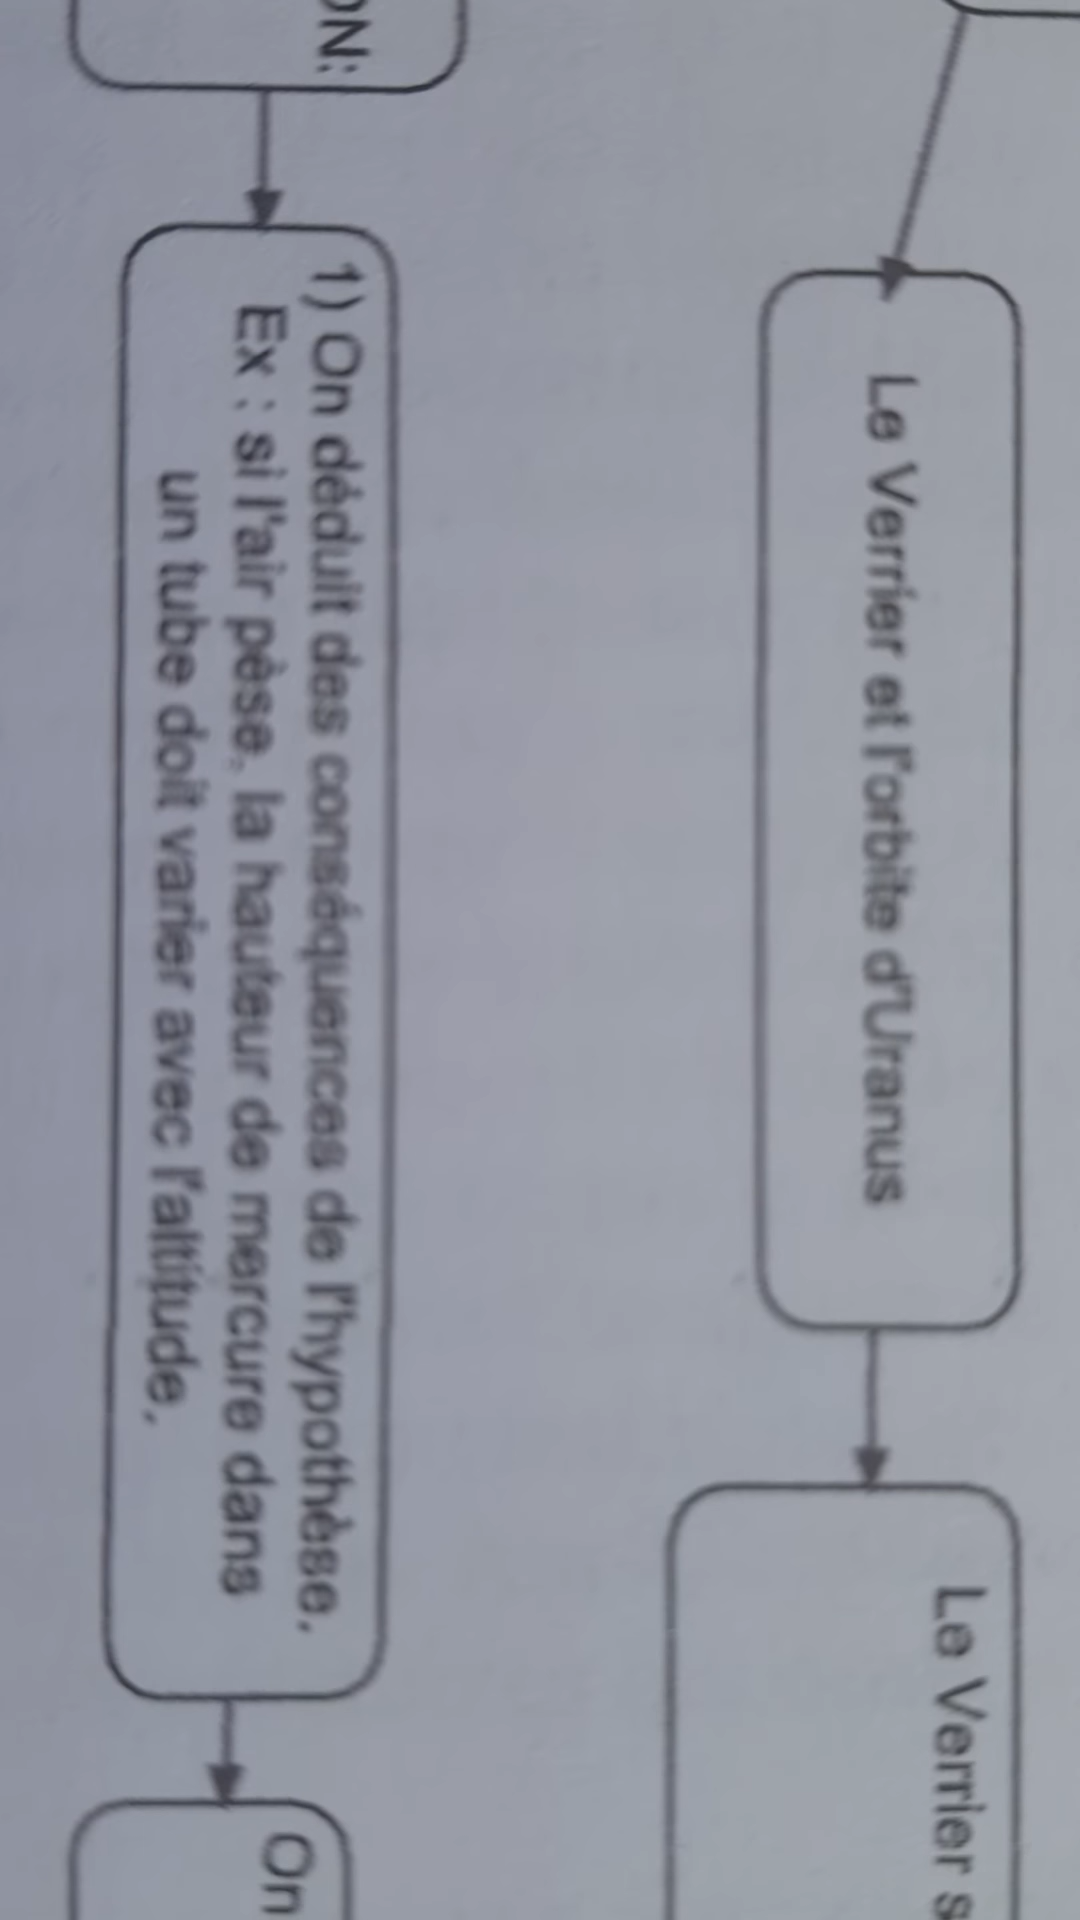 Le Verrier et l'orbite d'Uranus
Le Verrier s
ON:
1) On déduit des conséquences de l'hypothèse,
Ex : si l'air pèse, la hauteur de mercure dans
un tube doit varier avec l'altitude,
On